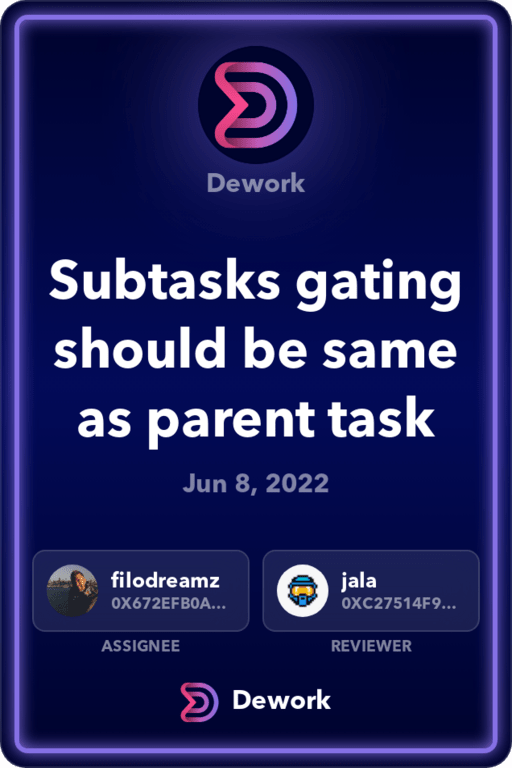 Dework
Subtasks gating
should be same
as parent task
Jun 8, 2022
filodreamz
0X672EFB0A...
ASSIGNEE
jala
0XC27514F9...
REVIEWER
Dework